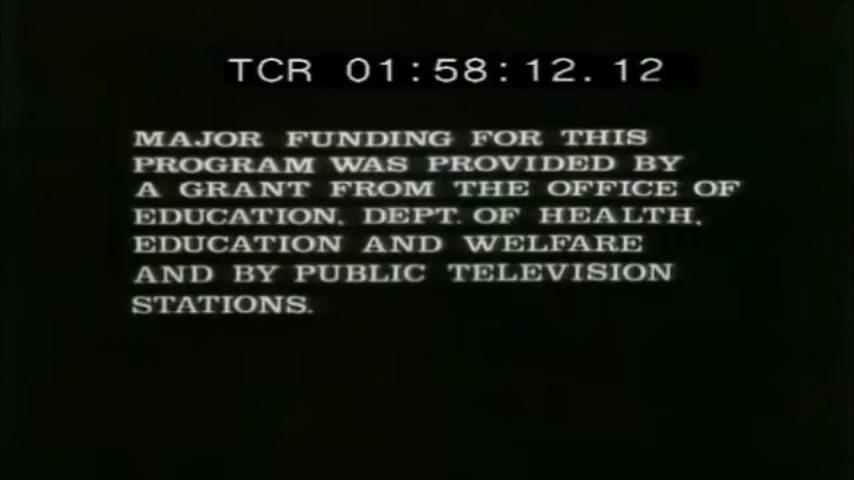 TCR 01:58:12.12
MAJOR FUNDING FOR THIS
PROGRAM WAS PROVIDED BY
A GRANT FROM THE OFFICE OF
EDUCATION, DEPT. OF HEALTH,
EDUCATION AND WELFARE
AND BY PUBLIC TELEVISION
STATIONS.